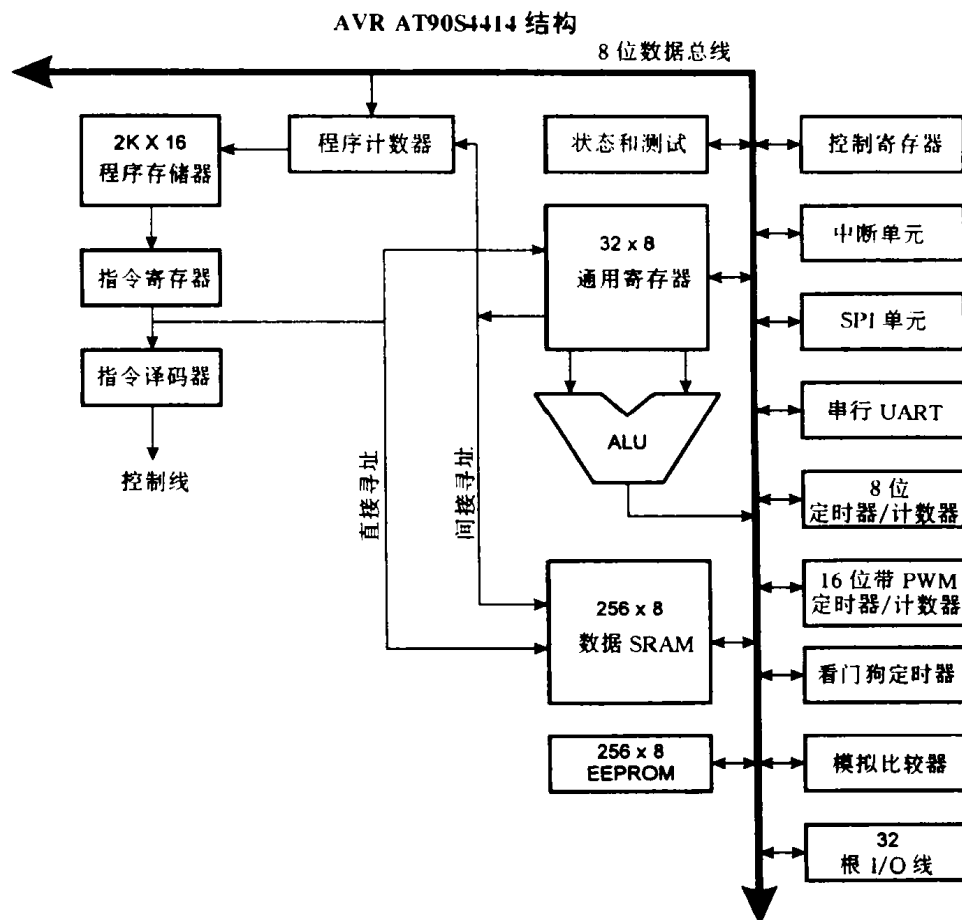 AVR AT90S4414 结构
8 位数据总线
2K X 16
程序存储器
程序计数器
状态和测试
控制寄存器
指令寄存器
32 x 8
通用寄存器
中断单元
SPI 单元
指令译码器
ALU
串行 UART
控制线
直接寻址
间接寻址
8 位
定时器/计数器
256 x 8
数据 SRAM
16 位带 PWM
定时器/计数器
看门狗定时器
256 x 8
EEPROM
模拟比较器
32
根 I/O 线